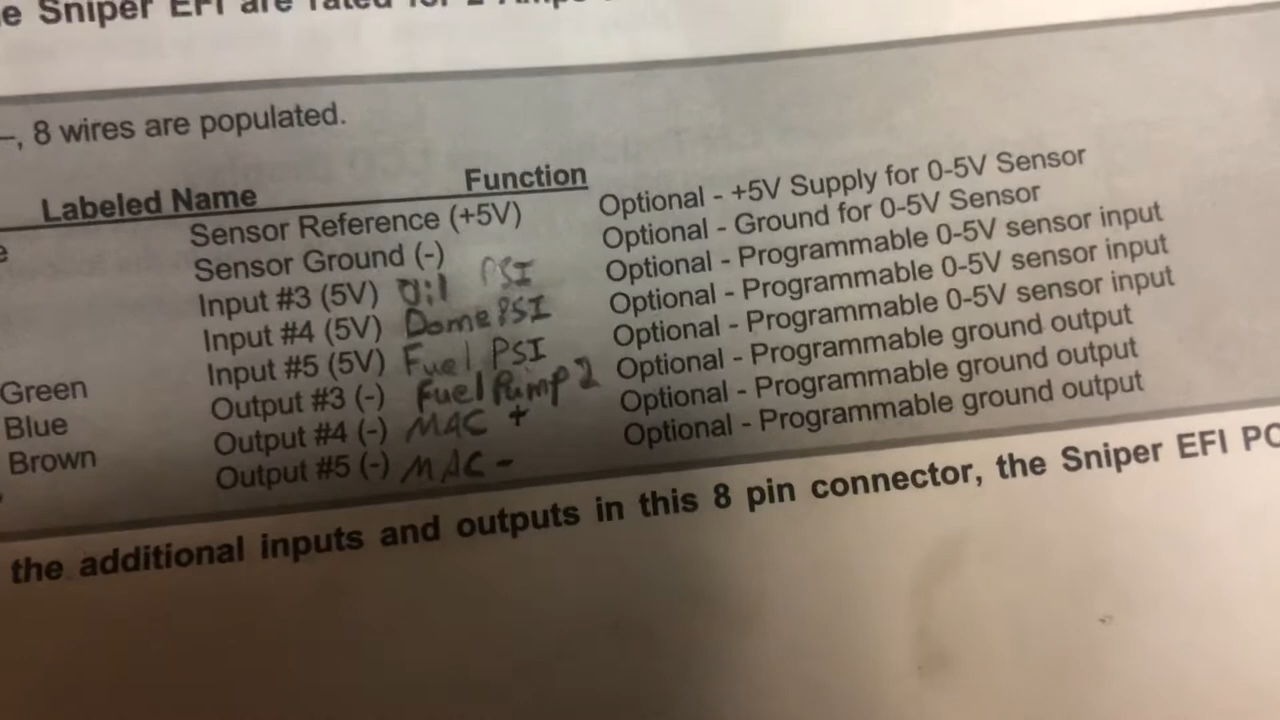 e Sniper EFI are rated for 2 Amps
–, 8 wires are populated.
Labeled Name Function
Sensor Reference (+5V) Optional - +5V Supply for 0-5V Sensor
e Sensor Ground (-) Optional - Ground for 0-5V Sensor
Input #3 (5V) Oil PSI Optional - Programmable 0-5V sensor input
Input #4 (5V) Dome PSI Optional - Programmable 0-5V sensor input
Input #5 (5V) Fuel PSI Optional - Programmable 0-5V sensor input
Green Output #3 (-) Fuel Pump 2 Optional - Programmable ground output
Blue Output #4 (-) MAC + Optional - Programmable ground output
Brown Output #5 (-) MAC - Optional - Programmable ground output
the additional inputs and outputs in this 8 pin connector, the Sniper EFI PC